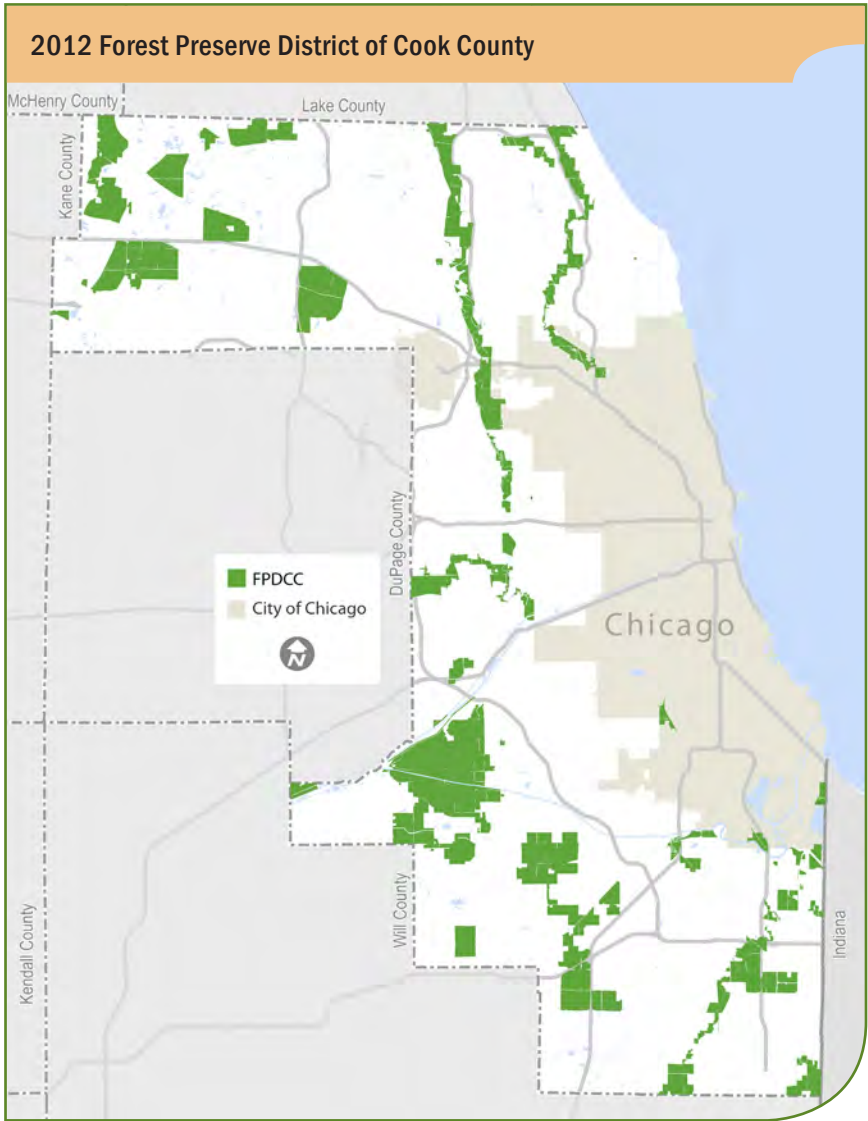 2012 Forest Preserve District of Cook County
McHenry County
Lake County
Kane County
DuPage County
FPDCC
City of Chicago
N
Chicago
Will County
Kendall County
Indiana